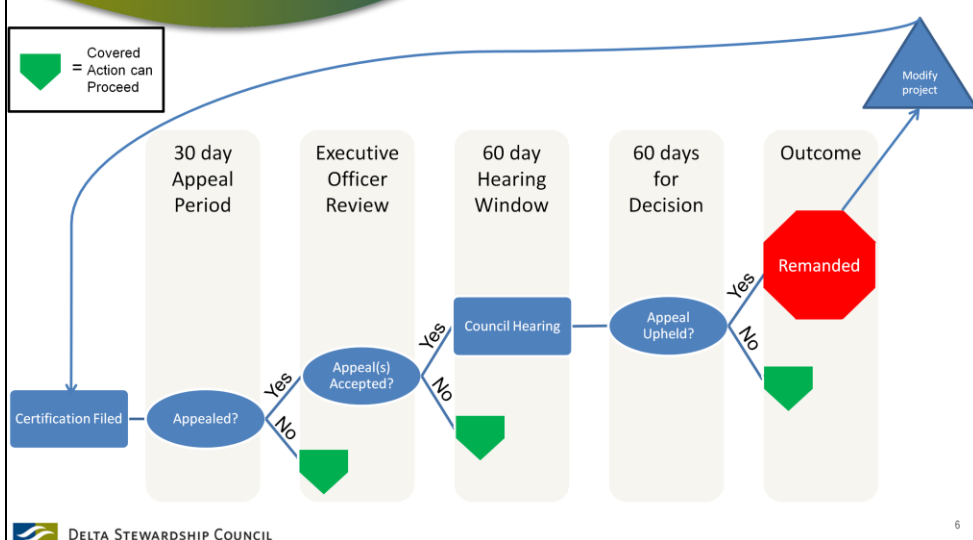 Covered
= Action can
Proceed
Modify
project
30 day
Appeal
Period
Executive
Officer
Review
60 day
Hearing
Window
60 days
for
Decision
Outcome
Remanded
Yes
Appeal
Upheld?
No
Council Hearing
Yes
Appeal(s)
Accepted?
No
Yes
Certification Filed
Appealed?
No
DELTA STEWARDSHIP COUNCIL
6